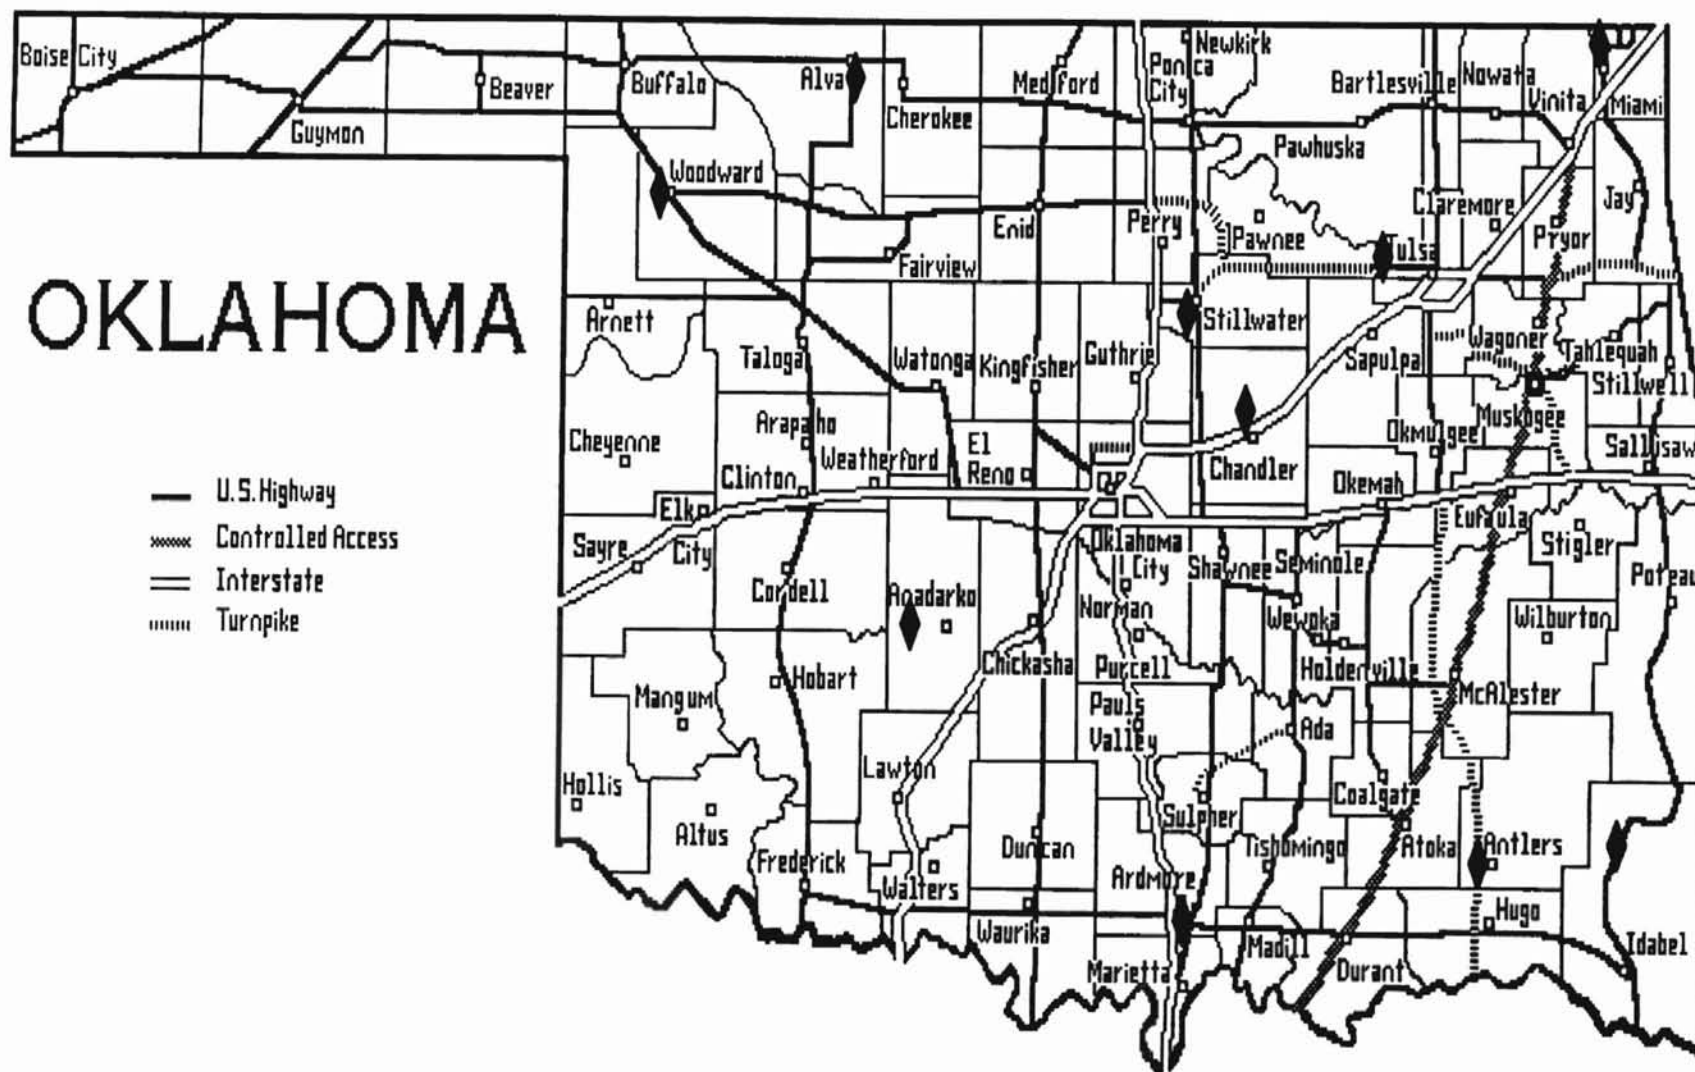 Newkirk
Boise City
Ponca
City
Medford
Alva
Buffalo
Beaver
Bartlesville
Nowata
Vinita
Miami
Guymon
Cherokee
Pawhuska
Woodward
Jay
Claremore
Enid
Perry
Pawnee
Tulsa
Pryor
Fairview
OKLAHOMA
Arnett
Stillwater
Taloga
Watonga
Kingfisher
Guthrie
Sapulpa
Wagoner
Tahlequah
Stillwell
Muskogee
Arapaho
Cheyenne
Weatherford
El
Reno
Okmulgee
Sallisaw
Chandler
Clinton
Okemah
U.S. Highway
Elk
City
Eufaula
Controlled Access
Sayre
Oklahoma
City
Shawnee
Seminole
Stigler
Interstate
Cordell
Anadarko
Norman
Poteau
Turnpike
Wewoka
Wilburton
Chickasha
Purcell
Holdenville
Hobart
Mangum
McAlester
Pauls
Valley
Ada
Lawton
Hollis
Coalgate
Altus
Sulpher
Duncan
Tishomingo
Atoka
Antlers
Frederick
Walters
Ardmore
Hugo
Waurika
Madill
Idabel
Marietta
Durant